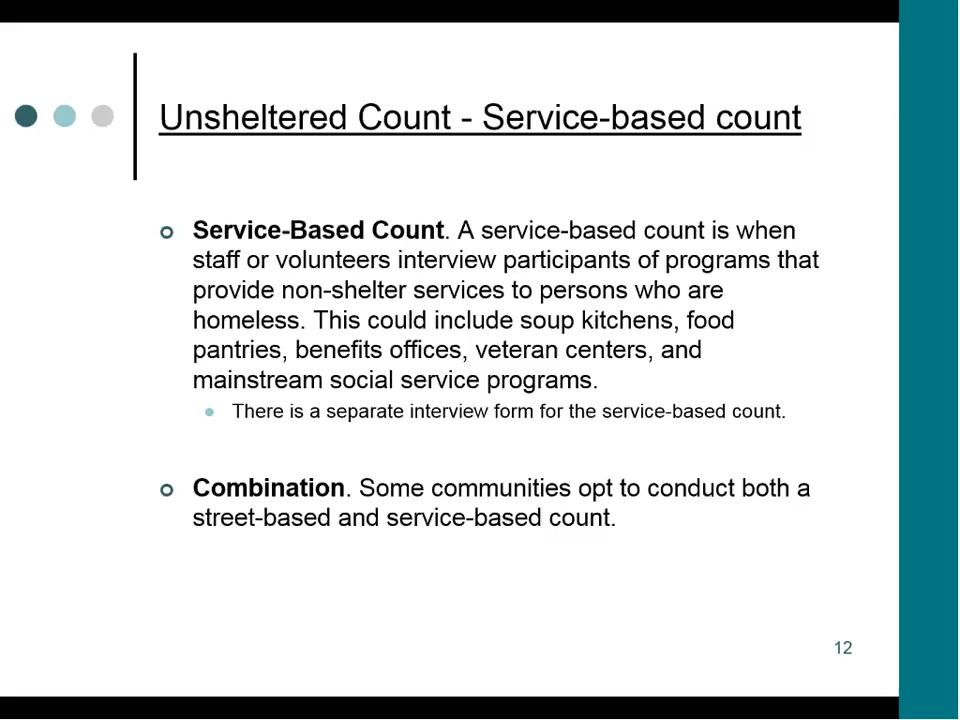 Unsheltered Count - Service-based count
Service-Based Count. A service-based count is when
staff or volunteers interview participants of programs that
provide non-shelter services to persons who are
homeless. This could include soup kitchens, food
pantries, benefits offices, veteran centers, and
mainstream social service programs.
There is a separate interview form for the service-based count.
Combination. Some communities opt to conduct both a
street-based and service-based count.
12